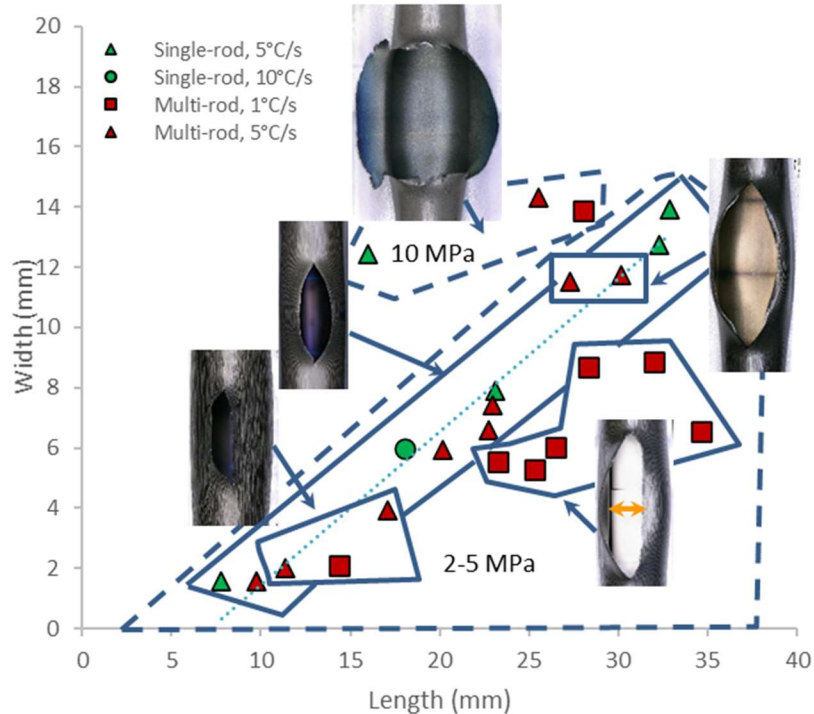 20
18
16
14
12
10
8
6
4
2
0
Width (mm)
Single-rod, 5°C/s
Single-rod, 10°C/s
Multi-rod, 1°C/s
Multi-rod, 5°C/s
10 MPa
2-5 MPa
0 5 10 15 20 25 30 35 40
Length (mm)